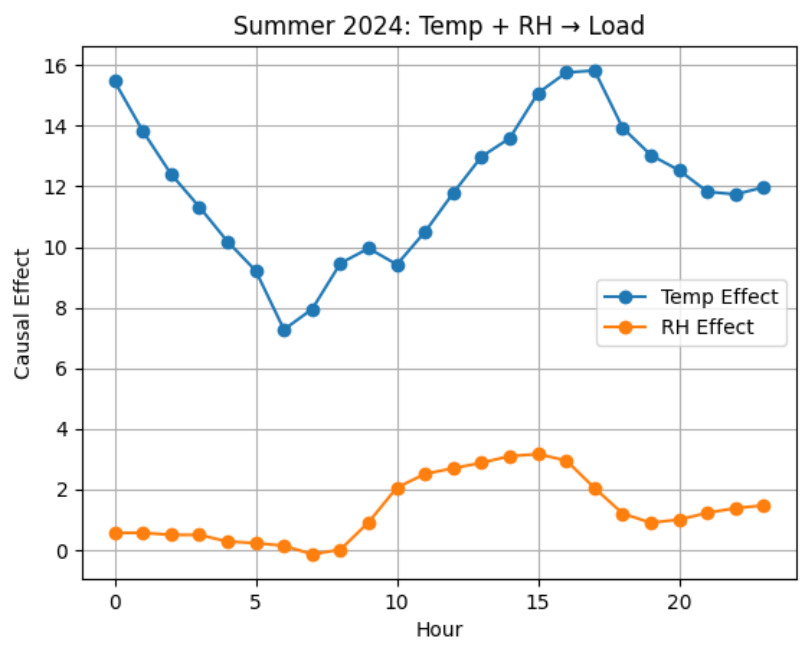 Summer 2024: Temp + RH → Load
16
14
12
10
8
6
4
2
0
Causal Effect
Temp Effect
RH Effect
0 5 10 15 20
Hour